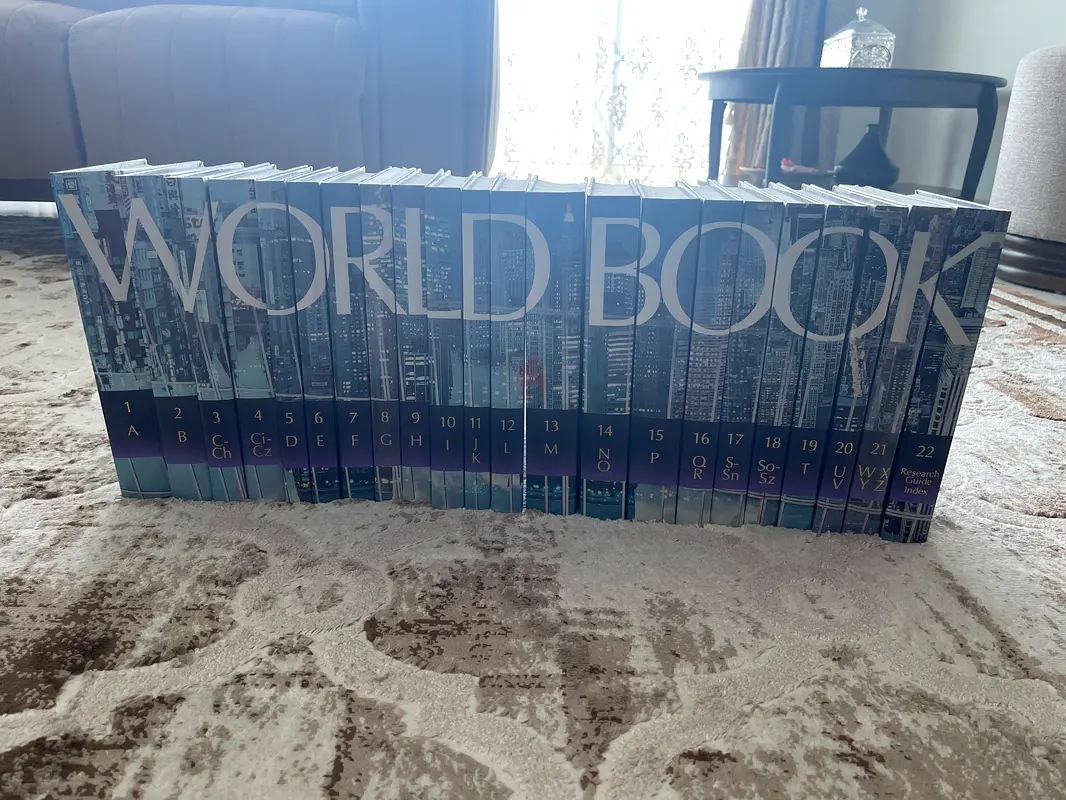 WORLD BOOK
1
A
2
B
3
C-
Ch
4
Ci-
Cz
5
D
6
E
7
F
8
G
9
H
10
I
11
J
K
12
L
13
M
14
N
O
15
P
16
Q
R
17
S-
Sn
18
So-
Sz
19
T
20
U
V
21
W X
Y Z
22
Research
Guide
Index